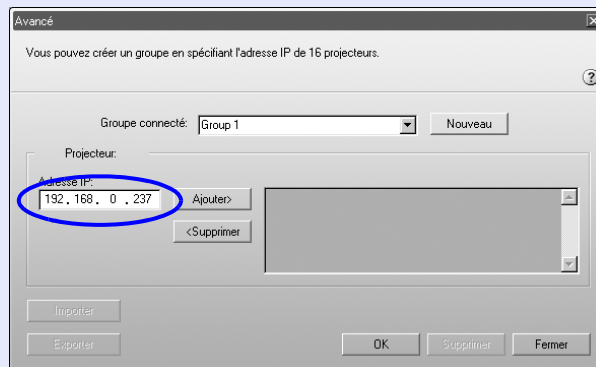 Avancé
Vous pouvez créer un groupe en spécifiant l'adresse IP de 16 projecteurs.
Groupe connecté: Group 1 Nouveau
Projecteur:
Adresse IP:
192. 168. 0 . 237 Ajouter>
<Supprimer
Importer
Exporter OK Supprimer Fermer